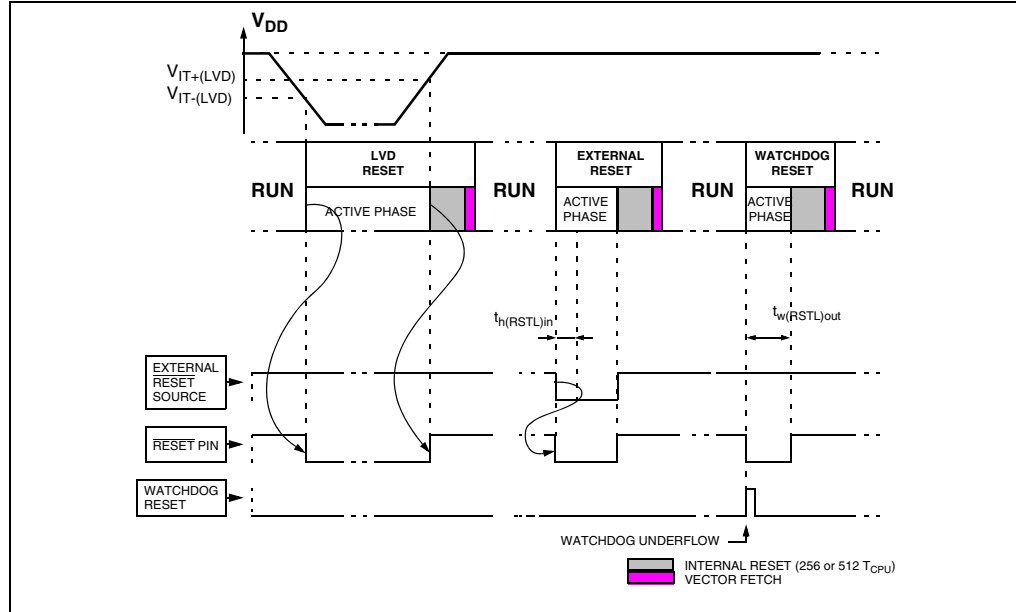 VDD
VIT+(LVD)
VIT-(LVD)
LVD
RESET
EXTERNAL
RESET
WATCHDOG
RESET
RUN
RUN
RUN
RUN
ACTIVE PHASE
ACTIVE
PHASE
ACTIVE
PHASE
th(RSTL)in
tw(RSTL)out
EXTERNAL
RESET
SOURCE
RESET PIN
WATCHDOG
RESET
WATCHDOG UNDERFLOW
INTERNAL RESET (256 or 512 TCPU)
VECTOR FETCH